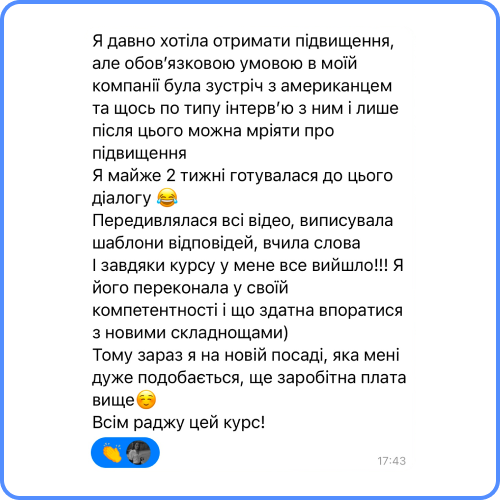 Я давно хотіла отримати підвищення,
але обов’язковою умовою в моїй
компанії була зустріч з американцем
та щось по типу інтерв’ю з ним і лише
після цього можна мріяти про
підвищення
Я майже 2 тижні готувалася до цього
діалогу 😂
Передивлялася всі відео, виписувала
шаблони відповідей, вчила слова
І завдяки курсу у мене все вийшло!!! Я
його переконала у своїй
компетентності і що здатна впоратися
з новими складнощами)
Тому зараз я на новій посаді, яка мені
дуже подобається, ще заробітна плата
вище☺️
Всім раджу цей курс!
👏
17:43